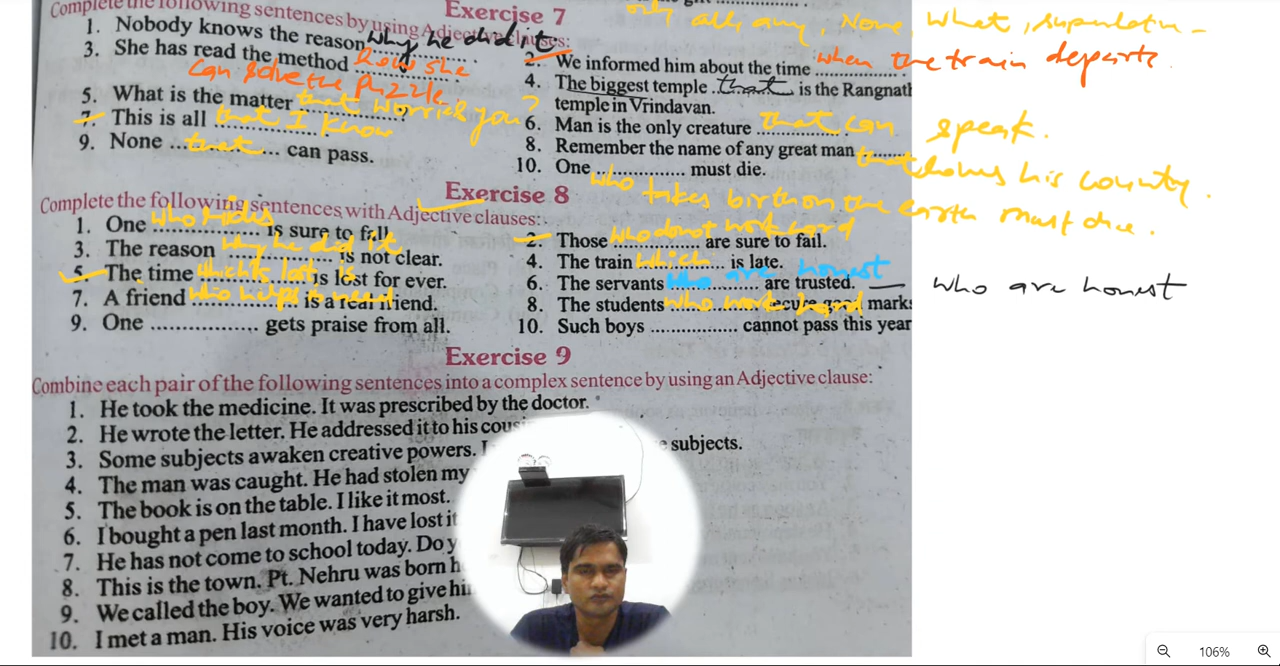 Complete the following sentences by using Adjective clauses:
Exercise 7
only all, any, None, what,
1. Nobody knows the reason why he did it
2. We informed him about the time ............... when the train departs.
3. She has read the method how she can solve the puzzle
4. The biggest temple ..that.. is the Rangnath temple in Vrindavan.
5. What is the matter that worries you?
6. Man is the only creature that can speak.
7. This is all that I know
8. Remember the name of any great man
his country.
9. None ...that... can pass.
10. One ............... must die.
who takes birth on the earth must die.
Exercise 8
Complete the following sentences with Adjective clauses:
1. One who is sure to fall
2. Those who do not work hard are sure to fail.
3. The reason why he did it is not clear.
4. The train which is late.
5. The time which is lost is is lost for ever.
6. The servants who are honest are trusted. — who are honest
7. A friend who helps in need is a real friend.
8. The students who work hard secure good marks
9. One ................ gets praise from all.
10. Such boys .............. cannot pass this year
Exercise 9
Combine each pair of the following sentences into a complex sentence by using an Adjective clause:
1. He took the medicine. It was prescribed by the doctor.
2. He wrote the letter. He addressed it to his
3. Some subjects awaken creative powers. subjects.
4. The man was caught. He had stolen my
5. The book is on the table. I like it most.
6. I bought a pen last month. I have lost it
7. He has not come to school today. Do
8. This is the town. Pt. Nehru was born
9. We called the boy. We wanted to give
10. I met a man. His voice was very harsh.
106%